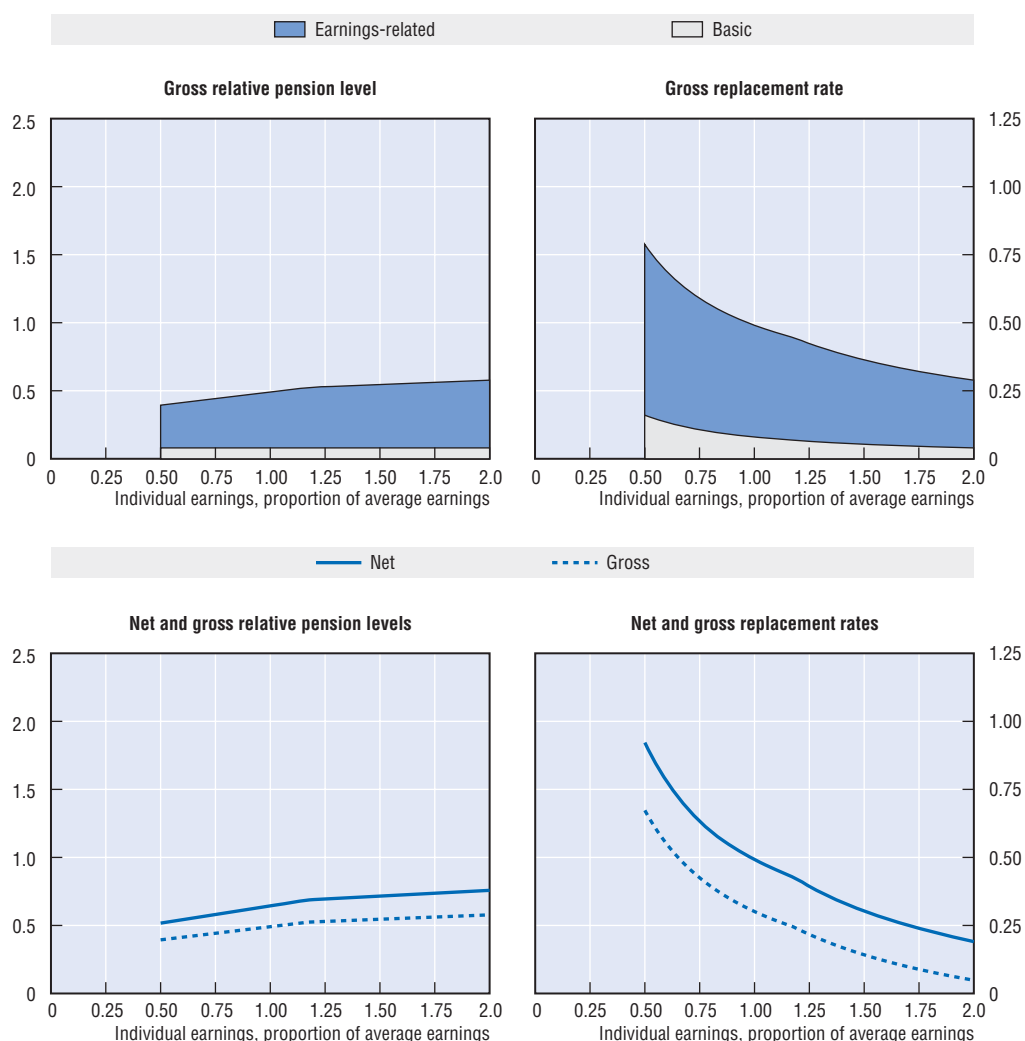 Earnings-related Basic
Gross relative pension level
2.5
2.0
1.5
1.0
0.5
0
0 0.25 0.50 0.75 1.00 1.25 1.50 1.75 2.0
Individual earnings, proportion of average earnings
Gross replacement rate
1.25
1.00
0.75
0.50
0.25
0
0 0.25 0.50 0.75 1.00 1.25 1.50 1.75 2.0
Individual earnings, proportion of average earnings
Net Gross
Net and gross relative pension levels
2.5
2.0
1.5
1.0
0.5
0
0 0.25 0.50 0.75 1.00 1.25 1.50 1.75 2.0
Individual earnings, proportion of average earnings
Net and gross replacement rates
1.25
1.00
0.75
0.50
0.25
0
0 0.25 0.50 0.75 1.00 1.25 1.50 1.75 2.0
Individual earnings, proportion of average earnings